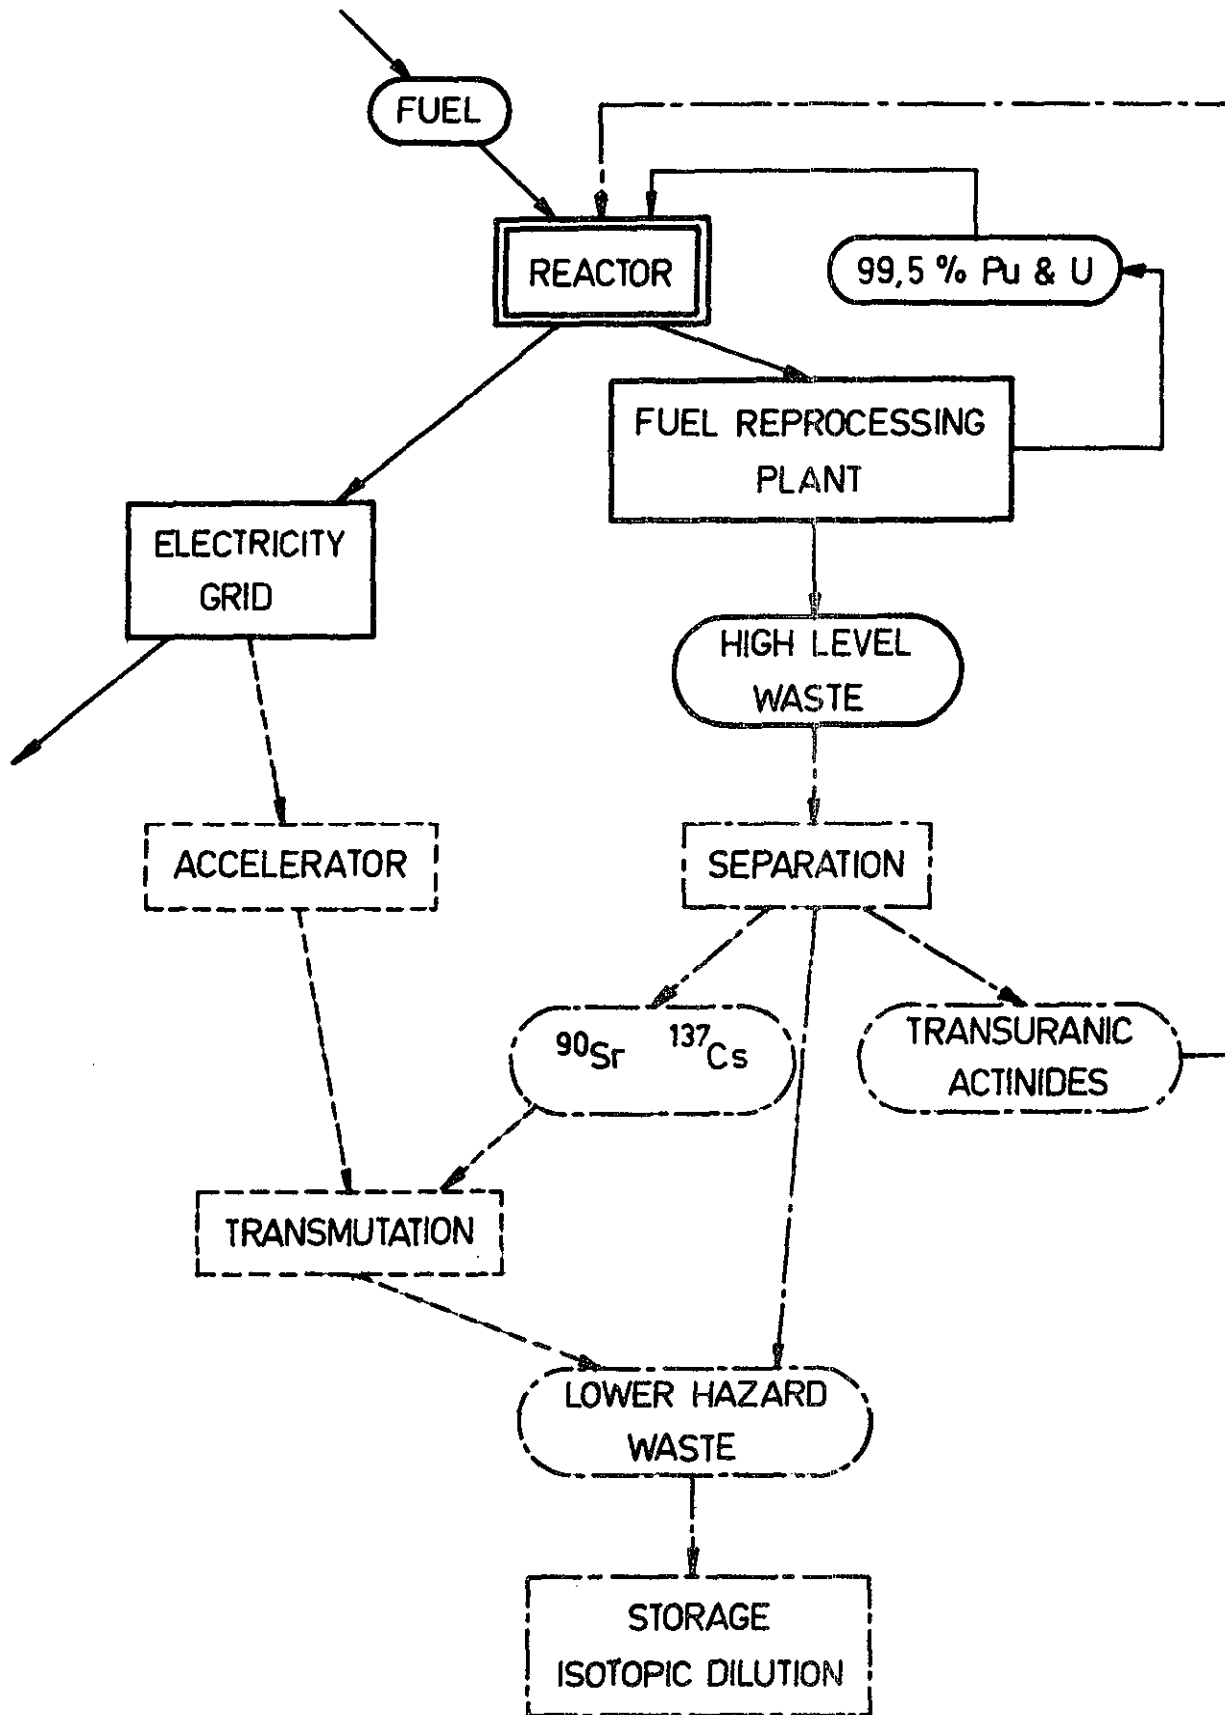 FUEL
REACTOR
99,5 % Pu & U
FUEL REPROCESSING
PLANT
ELECTRICITY
GRID
HIGH LEVEL
WASTE
ACCELERATOR
SEPARATION
⁹⁰Sr ¹³⁷Cs
TRANSURANIC
ACTINIDES
TRANSMUTATION
LOWER HAZARD
WASTE
STORAGE
ISOTOPIC DILUTION